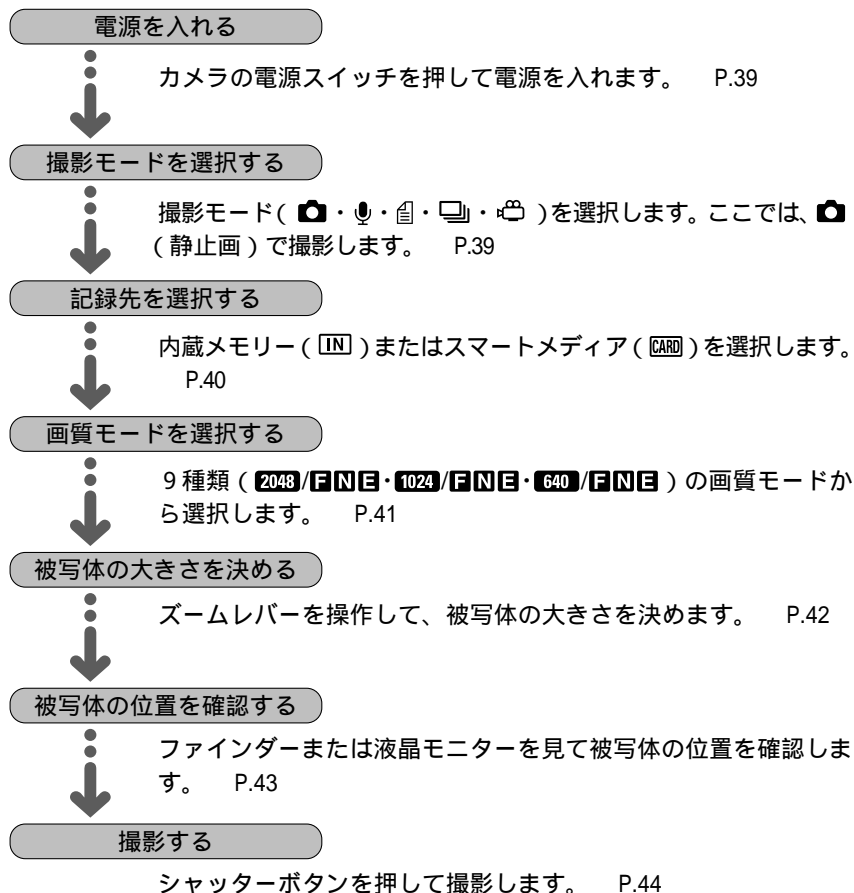 電源を入れる
カメラの電源スイッチを押して電源を入れます。 P.39
撮影モードを選択する
撮影モード( ・ ・ ・ ・ )を選択します。ここでは、
(静止画)で撮影します。 P.39
記録先を選択する
内蔵メモリー( IN )またはスマートメディア( CARD )を選択します。
P.40
画質モードを選択する
9種類( 2048/FNE・1024/FNE・640/FNE )の画質モードか
ら選択します。 P.41
被写体の大きさを決める
ズームレバーを操作して、被写体の大きさを決めます。 P.42
被写体の位置を確認する
ファインダーまたは液晶モニターを見て被写体の位置を確認しま
す。 P.43
撮影する
シャッターボタンを押して撮影します。 P.44